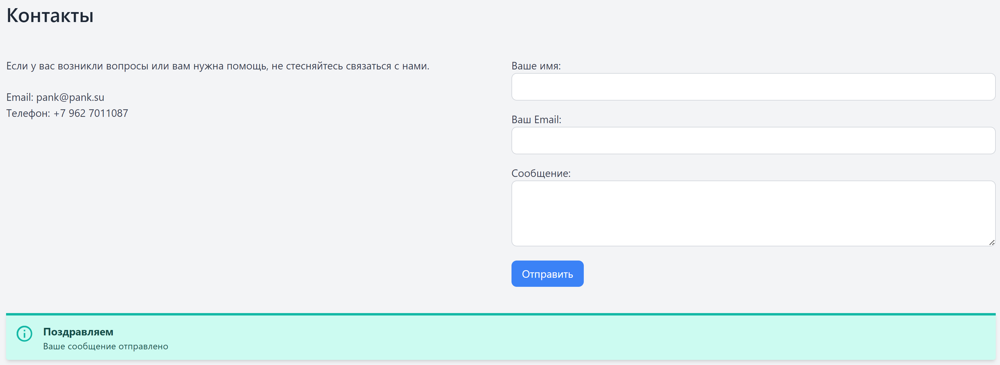 Контакты
Если у вас возникли вопросы или вам нужна помощь, не стесняйтесь связаться с нами.
Email: pank@pank.su
Телефон: +7 962 7011087
Ваше имя:
Ваш Email:
Сообщение:
Отправить
Поздравляем
Ваше сообщение отправлено